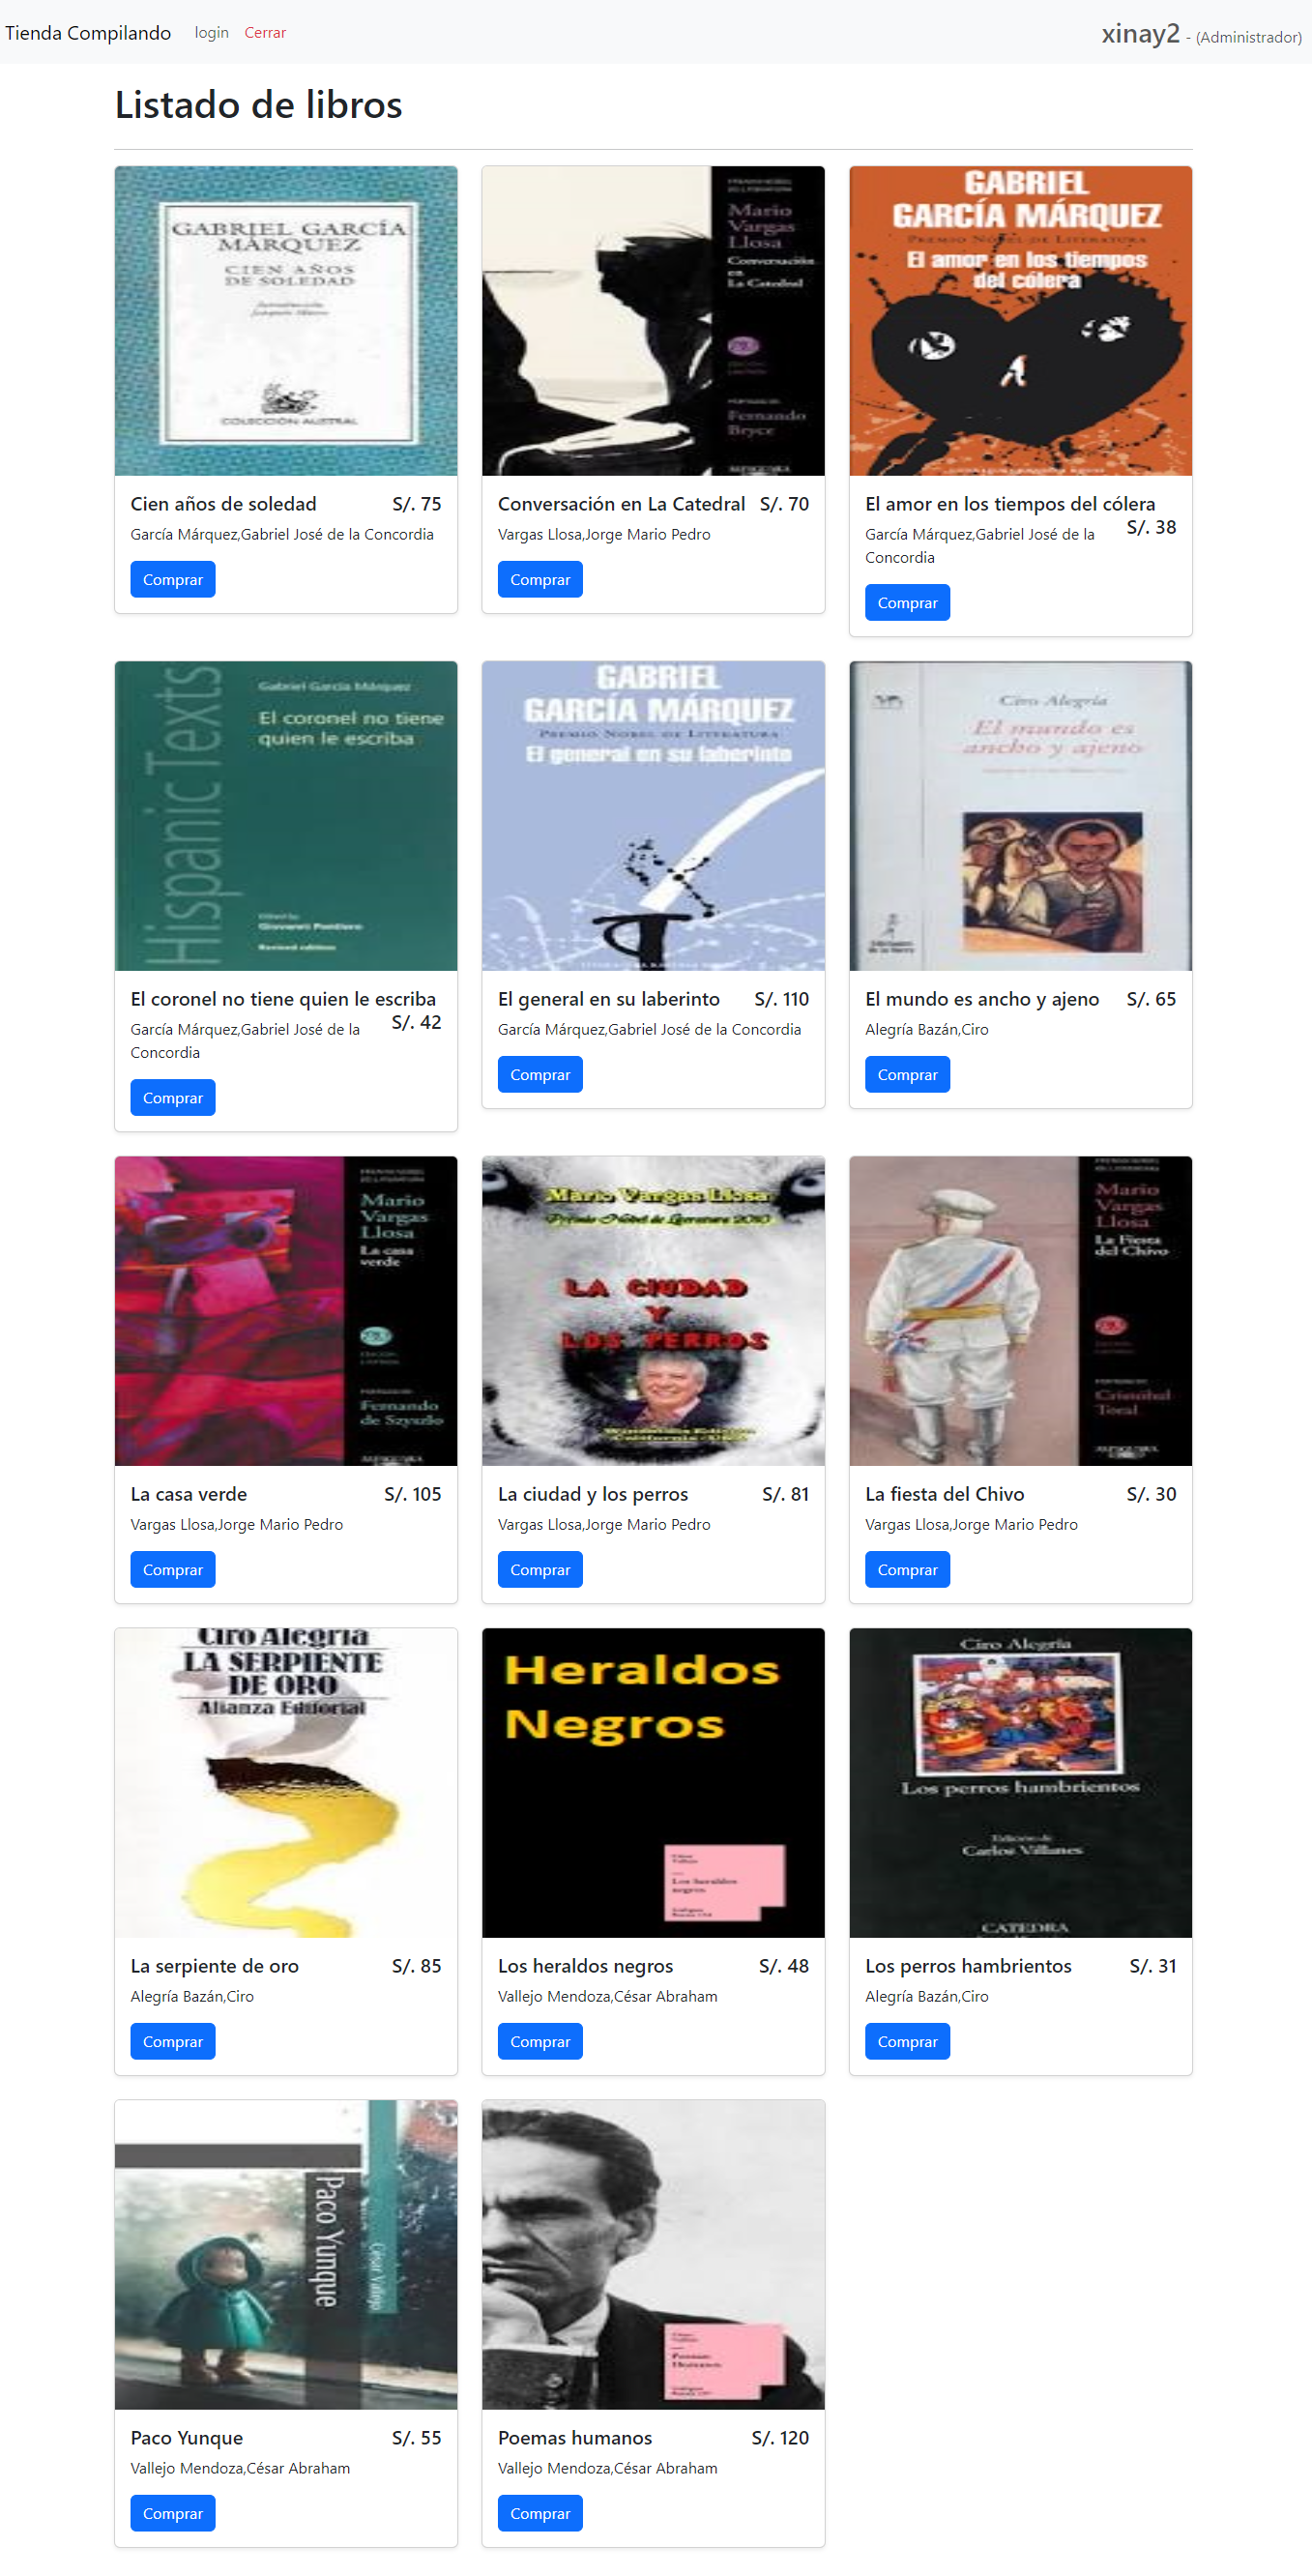 Tienda Compilando login Cerrar xinay2 - (Administrador)
Listado de libros
GABRIEL GARCÍA
MÁRQUEZ
CIEN AÑOS
DE SOLEDAD
COLECCIÓN AUSTRAL
Cien años de soledad S/. 75
García Márquez,Gabriel José de la Concordia
Comprar
Mario
Vargas
Llosa
Conversación
en
La Catedral
Fernando
Bryce
Conversación en La Catedral S/. 70
Vargas Llosa,Jorge Mario Pedro
Comprar
GABRIEL
GARCÍA MÁRQUEZ
PREMIO NOBEL DE LITERATURA
El amor en los tiempos
del cólera
El amor en los tiempos del cólera
S/. 38
García Márquez,Gabriel José de la
Concordia
Comprar
Hispanic Texts
Gabriel García Márquez
El coronel no tiene
quien le escriba
Edited by
Giovanni Pontiero
Revised edition
El coronel no tiene quien le escriba
S/. 42
García Márquez,Gabriel José de la
Concordia
Comprar
GABRIEL
GARCÍA MÁRQUEZ
PREMIO NOBEL DE LITERATURA
El general en su laberinto
El general en su laberinto S/. 110
García Márquez,Gabriel José de la Concordia
Comprar
Ciro Alegría
El mundo es
ancho y ajeno
El mundo es ancho y ajeno S/. 65
Alegría Bazán,Ciro
Comprar
Mario
Vargas
Llosa
La casa
verde
Fernando
de Szyszlo
La casa verde S/. 105
Vargas Llosa,Jorge Mario Pedro
Comprar
Mario Vargas Llosa
Premio Nobel de Literatura 2010
LA CIUDAD
Y
LOS PERROS
La ciudad y los perros S/. 81
Vargas Llosa,Jorge Mario Pedro
Comprar
Mario
Vargas
Llosa
La Fiesta
del Chivo
Cristóbal
Toral
La fiesta del Chivo S/. 30
Vargas Llosa,Jorge Mario Pedro
Comprar
Ciro Alegría
LA SERPIENTE
DE ORO
Alianza Editorial
La serpiente de oro S/. 85
Alegría Bazán,Ciro
Comprar
Heraldos
Negros
Los heraldos
negros
Los heraldos negros S/. 48
Vallejo Mendoza,César Abraham
Comprar
Ciro Alegría
Los perros hambrientos
Edición de
Carlos Villanes
CATEDRA
Los perros hambrientos S/. 31
Alegría Bazán,Ciro
Comprar
Paco Yunque
César Vallejo
Paco Yunque S/. 55
Vallejo Mendoza,César Abraham
Comprar
Poemas
Humanos
Poemas humanos S/. 120
Vallejo Mendoza,César Abraham
Comprar